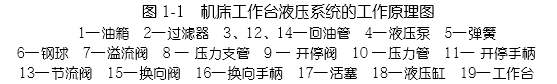 图 1-1 机床工作台液压系统的工作原理图
1—油箱 2—过滤器 3、12、14—回油管 4—液压泵 5—弹簧
6—钢球 7—溢流阀 8 — 压力支管 9 — 开停阀 10 — 压力管 11 — 开停手柄
13—节流阀 15—换向阀 16—换向手柄 17—活塞 18—液压缸 19—工作台